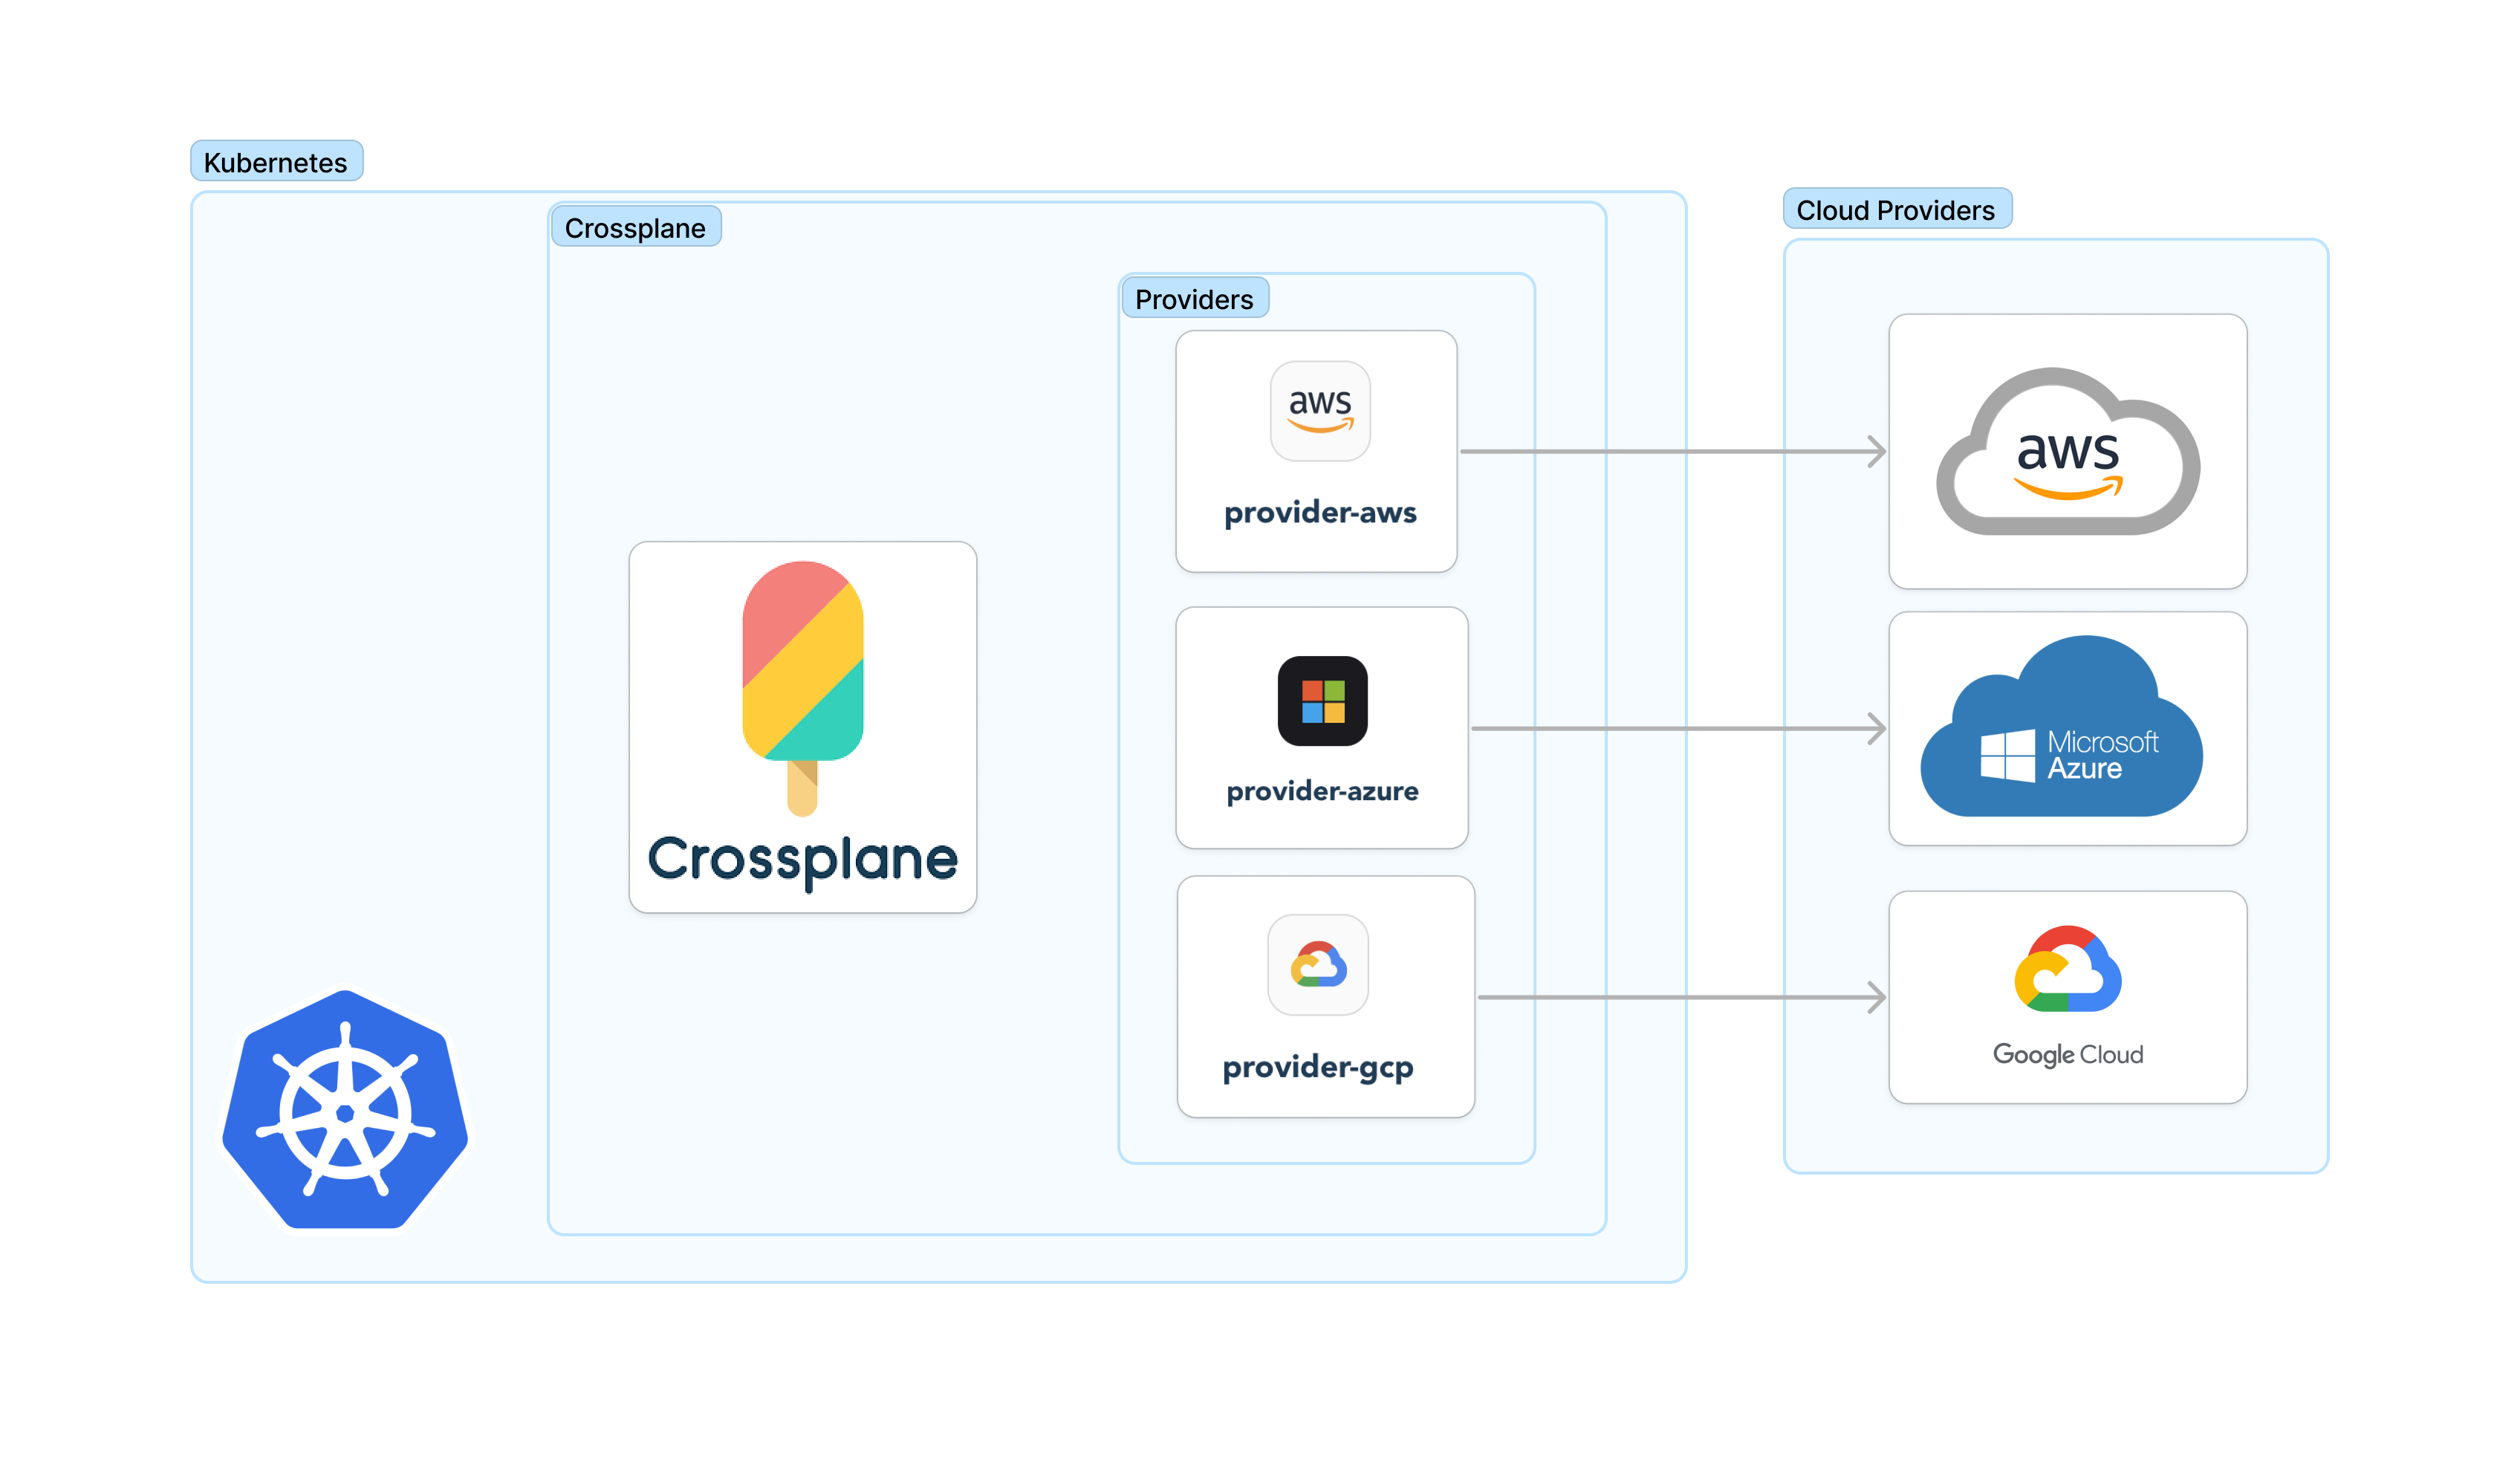 Kubernetes
Crossplane
Cloud Providers
Providers
aws
provider-aws
aws
Crossplane
provider-azure
Microsoft
Azure
provider-gcp
Google Cloud